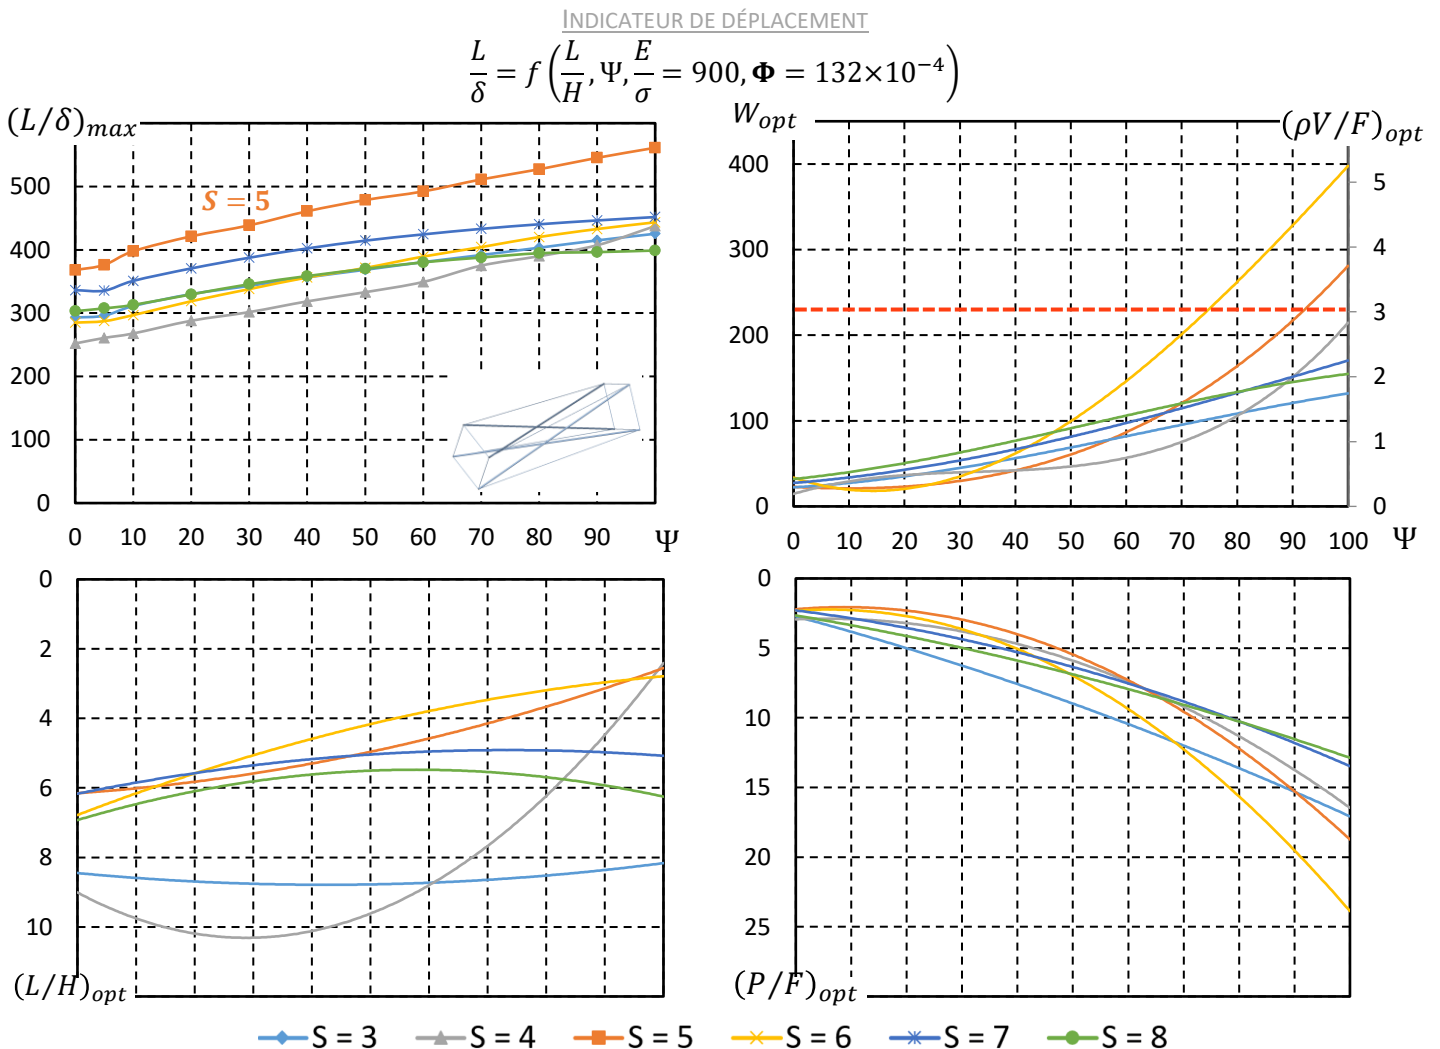 INDICATEUR DE DÉPLACEMENT
L/δ = f(L/H, Ψ, E/σ = 900, Φ = 132×10⁻⁴)
(L/δ)max
500
400
300
200
100
0
S = 5
0 10 20 30 40 50 60 70 80 90 Ψ
Wopt
(ρV/F)opt
400
300
200
100
0
5
4
3
2
1
0
0 10 20 30 40 50 60 70 80 90 100 Ψ
0
2
4
6
8
10
(L/H)opt
0
5
10
15
20
25
(P/F)opt
S = 3 S = 4 S = 5 S = 6 S = 7 S = 8